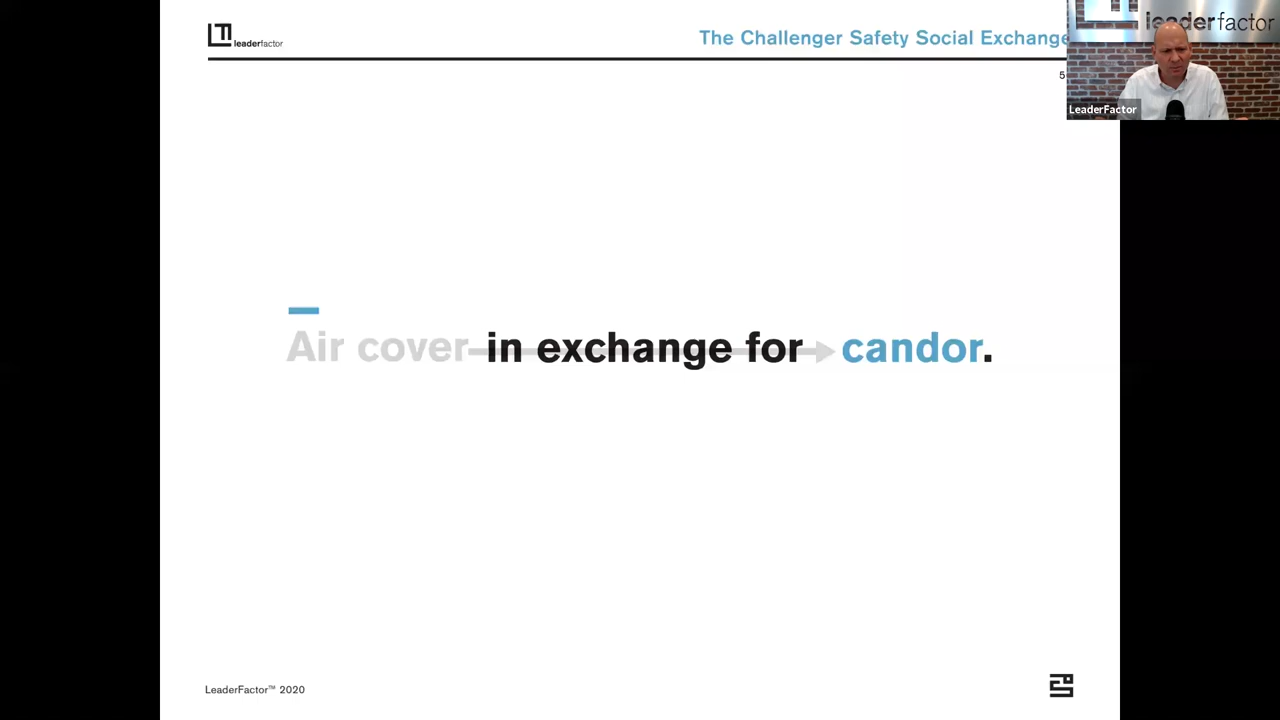 leaderfactor
The Challenger Safety Social Exchange
leaderfactor
5
LeaderFactor
Air cover in exchange for candor.
LeaderFactor™ 2020